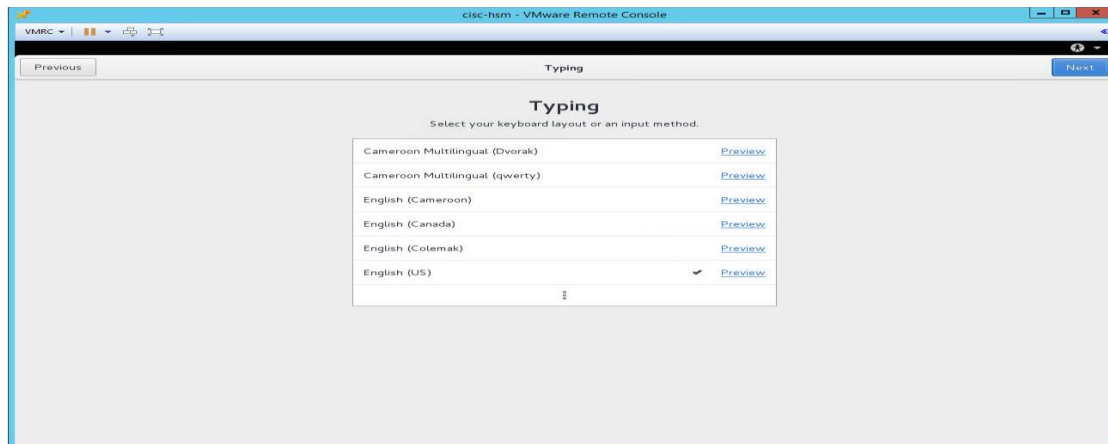 cisc-hsm - VMware Remote Console
VMRC
Previous
Typing
Next
Typing
Select your keyboard layout or an input method.
Cameroon Multilingual (Dvorak) Preview
Cameroon Multilingual (qwerty) Preview
English (Cameroon) Preview
English (Canada) Preview
English (Colemak) Preview
English (US) Preview